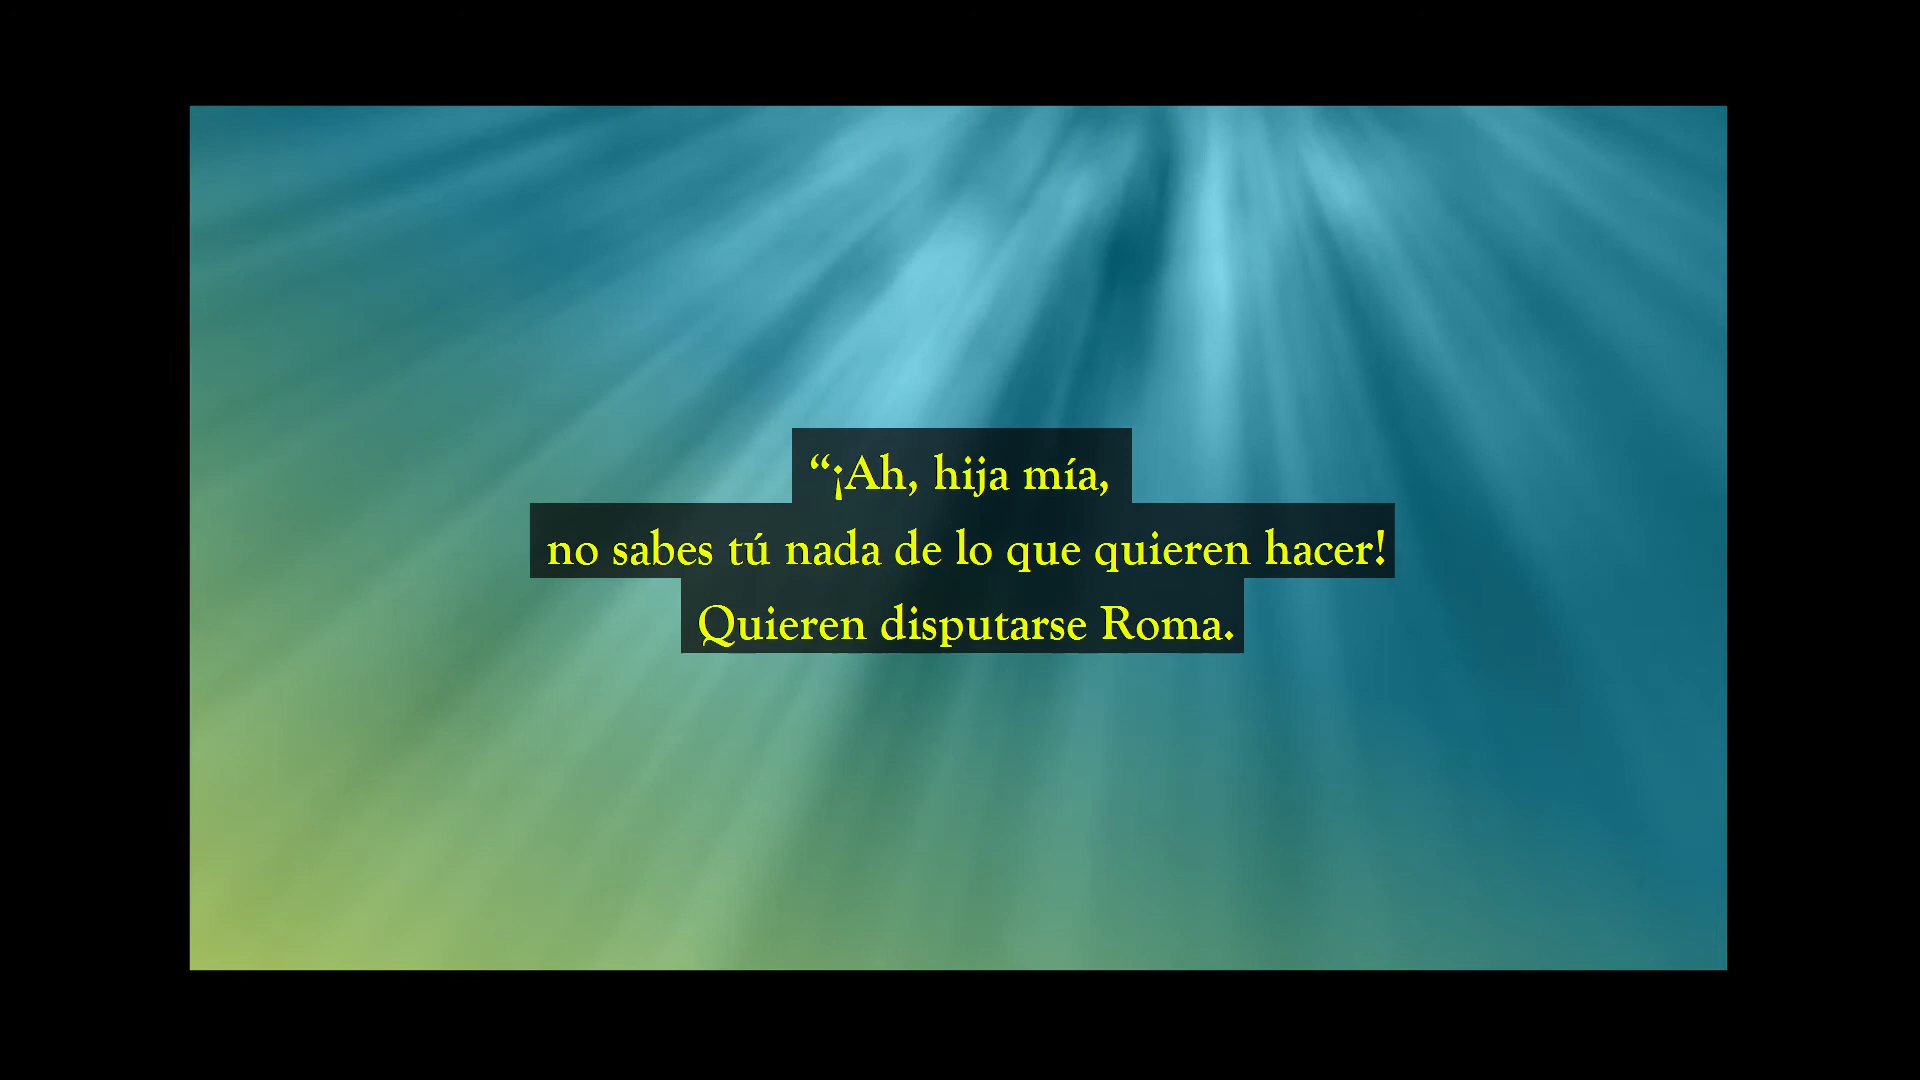 “¡Ah, hija mía,
no sabes tú nada de lo que quieren hacer!
Quieren disputarse Roma.